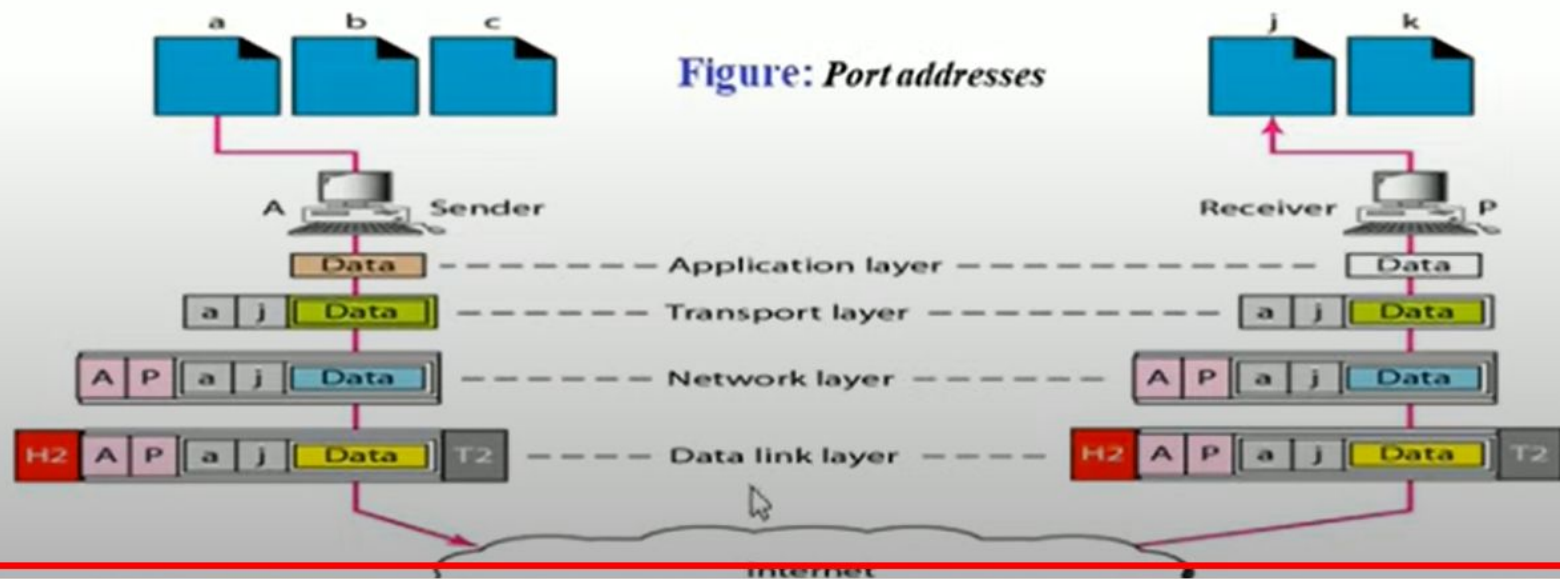 a b c j k
Figure: Port addresses
A Sender Receiver P
Data Application layer Data
a j Data Transport layer a j Data
A P a j Data Network layer A P a j Data
H2 A P a j Data T2 Data link layer H2 A P a j Data T2
Internet